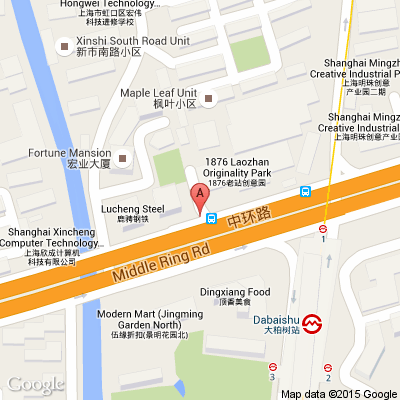 Hongwei Technology...
上海市虹口区宏伟
科技进修学校
Xinshi South Road Unit
新市南路小区
Maple Leaf Unit
枫叶小区
Shanghai Mingzh
Creative Industrial P
上海明珠创意
产业园二期
Shanghai Mingzh
Creative Industrial
上海明珠创意
产业园
Fortune Mansion
宏业大厦
1876 Laozhan
Originality Park
1876老站创意园
A
Lucheng Steel
鹿骋钢铁
中环路
Middle Ring Rd
1
Shanghai Xincheng
Computer Technology...
上海欣成计算机
科技有限公司
Dingxiang Food
顶香美食
Modern Mart (Jingming
Garden North)
伍缘折扣(景明花园北)
Dabaishu
大柏树站
3
2
Google
Map data ©2015 Google